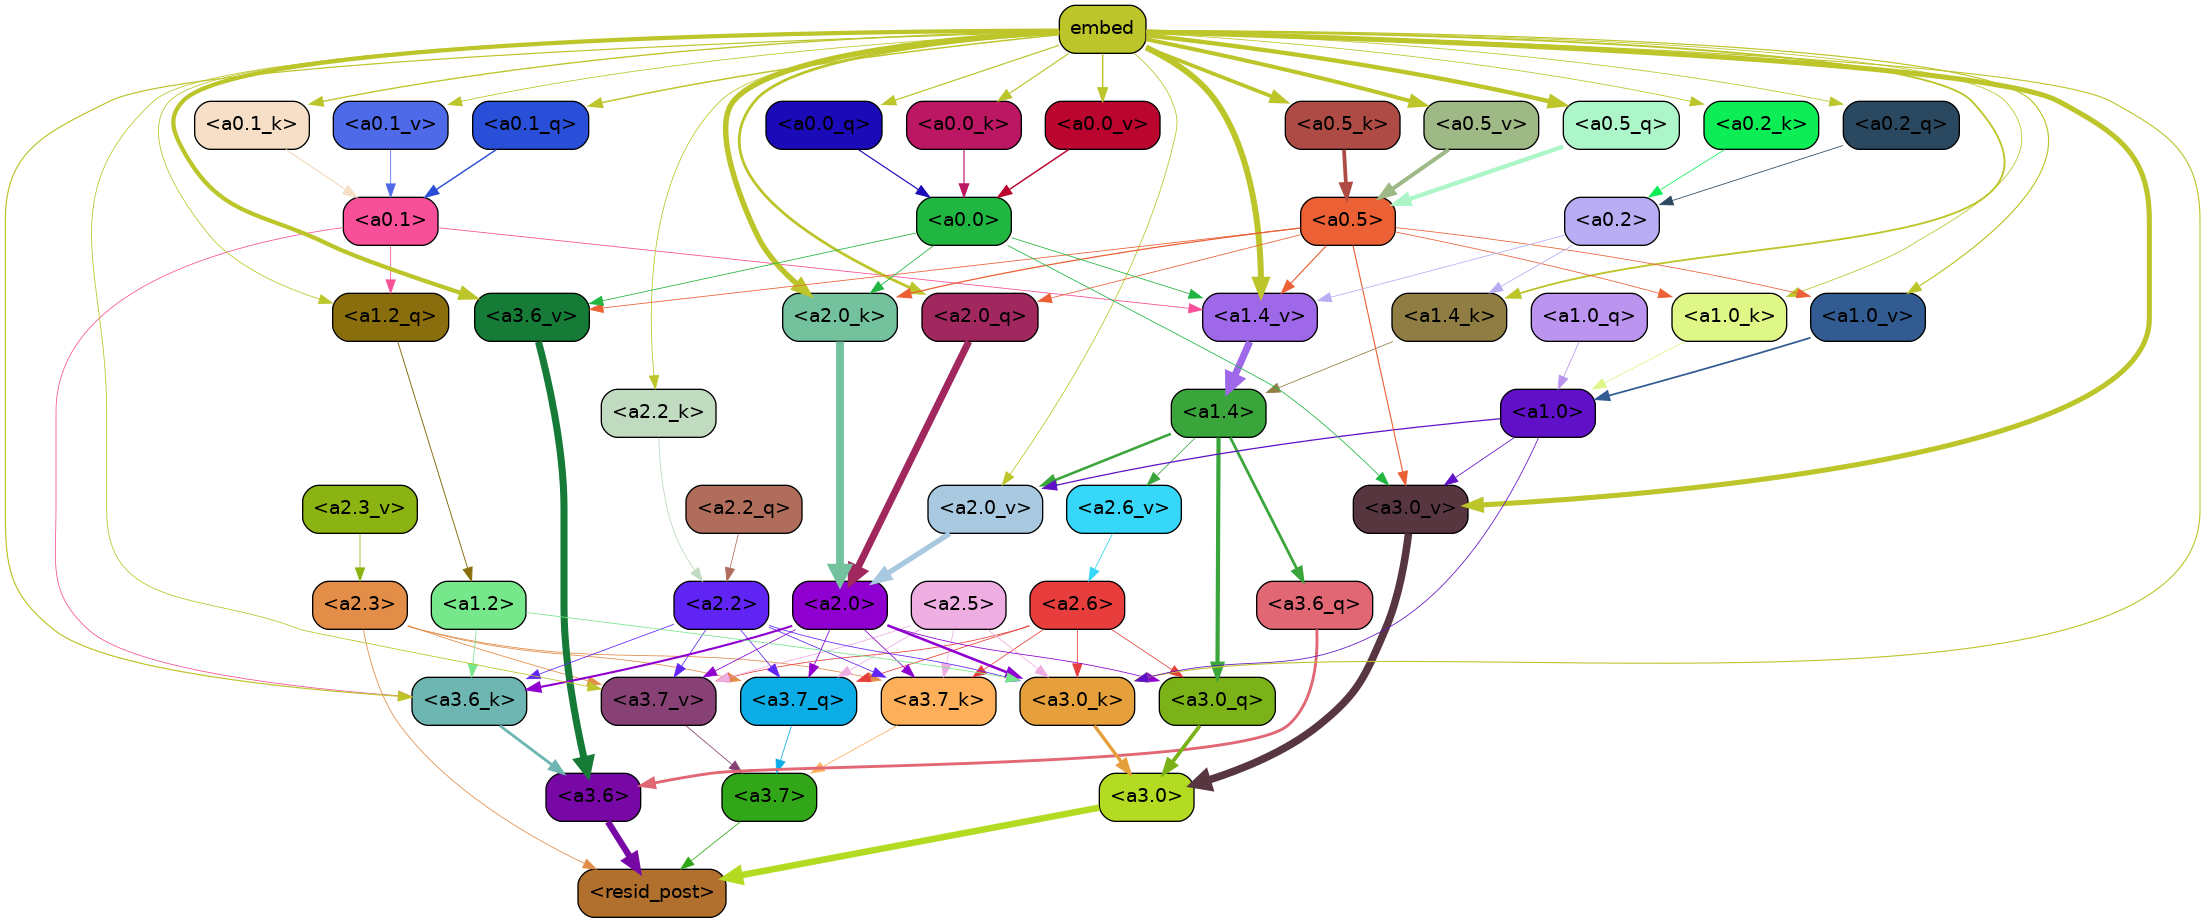 embed
<a0.1_k>
<a0.1_v>
<a0.1_q>
<a0.0_q>
<a0.0_k>
<a0.0_v>
<a0.5_k>
<a0.5_v>
<a0.5_q>
<a0.2_k>
<a0.2_q>
<a0.1>
<a0.0>
<a0.5>
<a0.2>
<a1.2_q>
<a3.6_v>
<a2.0_k>
<a2.0_q>
<a1.4_v>
<a1.4_k>
<a1.0_q>
<a1.0_k>
<a1.0_v>
<a2.2_k>
<a1.4>
<a1.0>
<a2.3_v>
<a2.2_q>
<a2.0_v>
<a2.6_v>
<a3.0_v>
<a2.3>
<a1.2>
<a2.2>
<a2.0>
<a2.5>
<a2.6>
<a3.6_q>
<a3.6_k>
<a3.7_v>
<a3.7_q>
<a3.7_k>
<a3.0_k>
<a3.0_q>
<a3.6>
<a3.7>
<a3.0>
<resid_post>